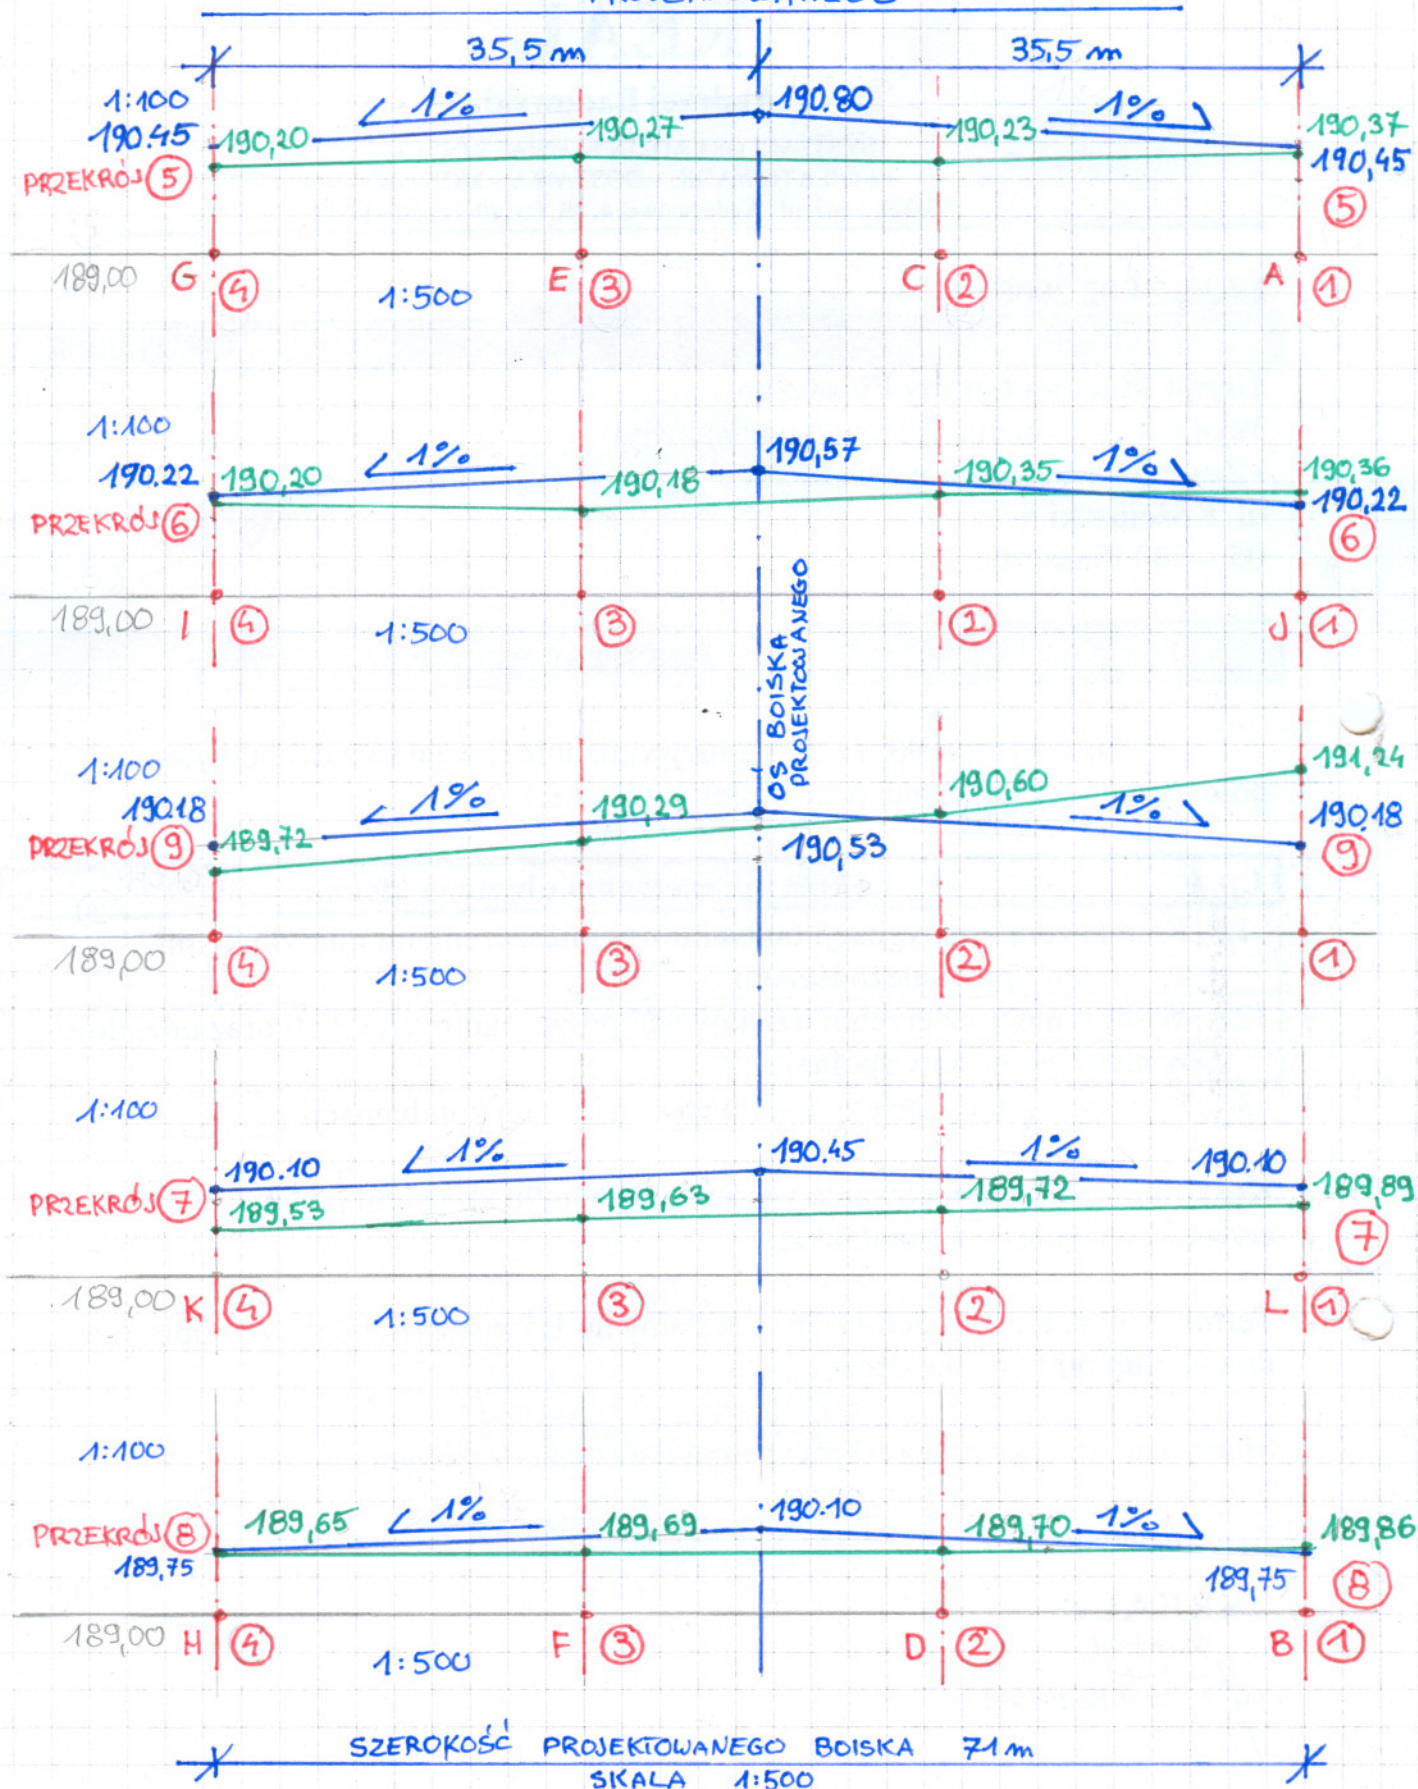 35,5 m 35,5 m
1:100 1% 190.80 1%
190.45 190,20 190,27 190,23 190,37
PRZEKRÓJ 5 190,45
5
189,00 G 4 1:500 E 3 C 2 A 1
1:100
190.22 190,20 1% 190,18 190,57 190,35 1% 190,36
PRZEKRÓJ 6 190,22
6
OŚ BOISKA
PROJEKTOWANEGO
189,00 I 4 1:500 3 2 J 1
1:100 191,24
190.18 1% 190,29 190,60 1% 190.18
PRZEKRÓJ 9 189,72 190,53 9
189,00 4 1:500 3 2 1
1:100
190.10 1% 190.45 1% 190.10
PRZEKRÓJ 7 189,53 189,63 189,72 189,89
7
189,00 K 4 1:500 3 2 L 1
1:100
PRZEKRÓJ 8 189,65 1% 189,69 190.10 189,70 1% 189,86
189,75 189,75 8
189,00 H 4 1:500 F 3 D 2 B 1
SZEROKOŚĆ PROJEKTOWANEGO BOISKA 71 m
SKALA 1:500